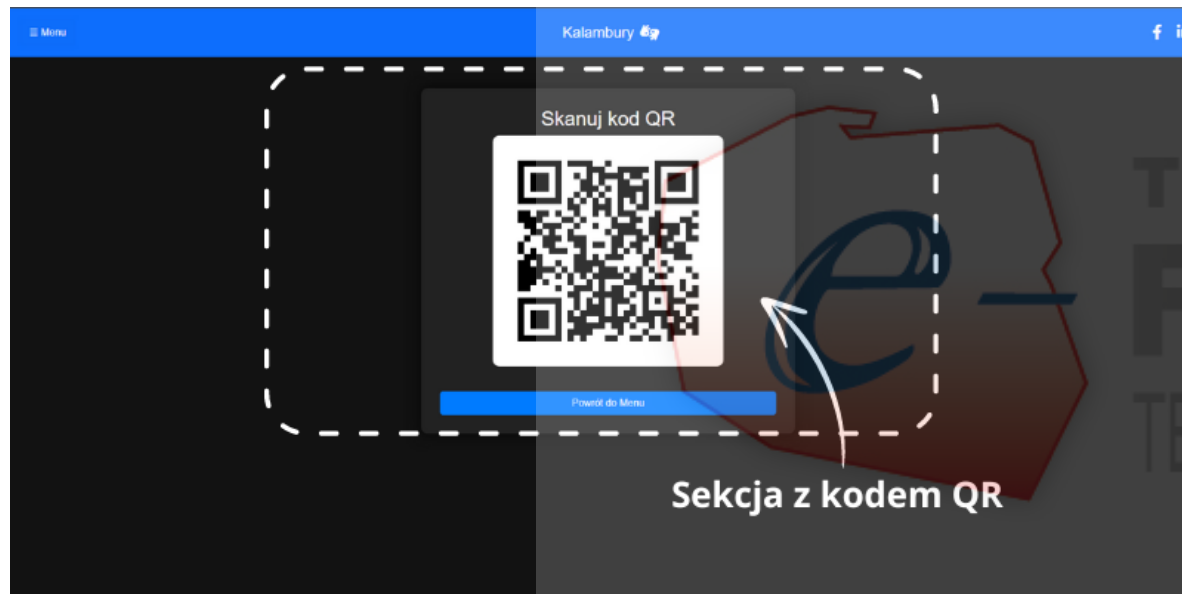 ☰ Menu
Kalambury
Skanuj kod QR
Powrót do Menu
Sekcja z kodem QR
e-